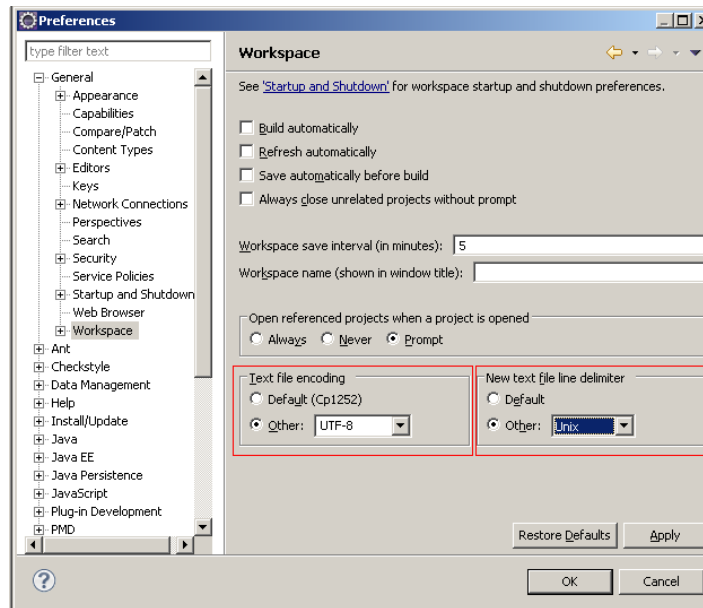 Preferences
type filter text
General
Appearance
Capabilities
Compare/Patch
Content Types
Editors
Keys
Network Connections
Perspectives
Search
Security
Service Policies
Startup and Shutdown
Web Browser
Workspace
Ant
Checkstyle
Data Management
Help
Install/Update
Java
Java EE
Java Persistence
JavaScript
Plug-in Development
PMD
Workspace
See 'Startup and Shutdown' for workspace startup and shutdown preferences.
Build automatically
Refresh automatically
Save automatically before build
Always close unrelated projects without prompt
Workspace save interval (in minutes): 5
Workspace name (shown in window title):
Open referenced projects when a project is opened
Always Never Prompt
Text file encoding
Default (Cp1252)
Other: UTF-8
New text file line delimiter
Default
Other: Unix
Restore Defaults Apply
? OK Cancel